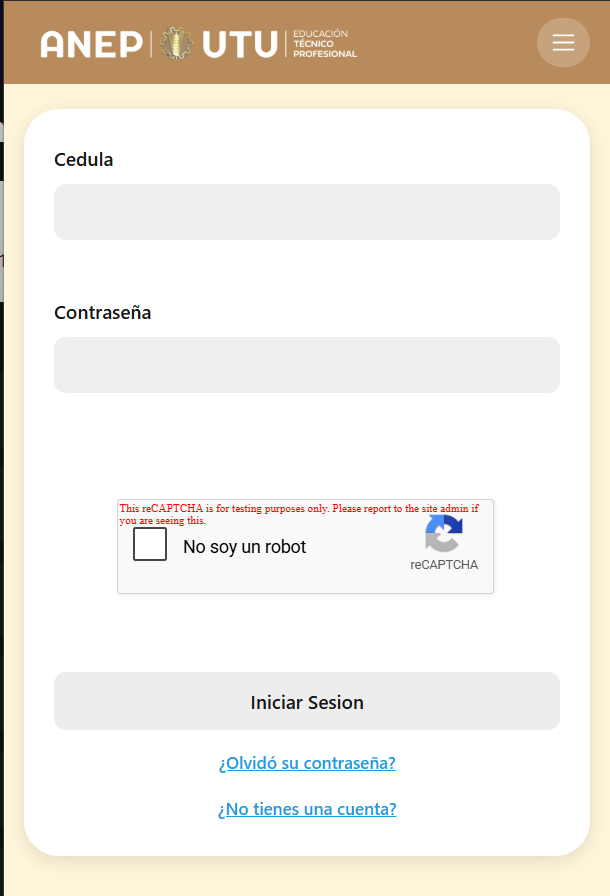 ANEP UTU EDUCACIÓN
TÉCNICO
PROFESIONAL
Cedula
Contraseña
This reCAPTCHA is for testing purposes only. Please report to the site admin if
you are seeing this.
No soy un robot
reCAPTCHA
Iniciar Sesion
¿Olvidó su contraseña?
¿No tienes una cuenta?